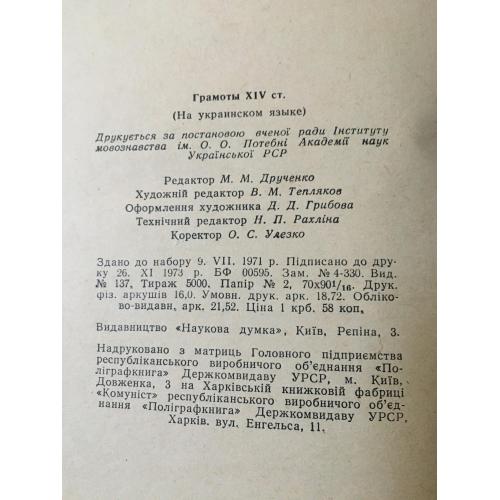 Грамоты XIV ст.
(На украинском языке)
Друкується за постановою вченої ради Інституту
мовознавства ім. О. О. Потебні Академії наук
Української РСР
Редактор М. М. Друченко
Художній редактор В. М. Тепляков
Оформлення художника Д. Д. Грибова
Технічний редактор Н. П. Рахліна
Коректор О. С. Улезко
Здано до набору 9. VII. 1971 р. Підписано до дру-
ку 26. XI 1973 р. БФ 00595. Зам. № 4-330. Вид.
№ 137, Тираж 5000, Папір № 2, 70х90¹/₁₆. Друк.
фіз. аркушів 16,0. Умовн. друк. арк. 18,72. Обліко-
во-видавн, арк. 21,52. Ціна 1 крб. 58 коп.
Видавництво «Наукова думка», Київ, Рєпіна, 3.
Надруковано з матриць Головного підприємства
республіканського виробничого об'єднання «По-
ліграфкнига» Держкомвидаву УРСР, м. Київ,
Довженка, 3 на Харківській книжковій фабриці
«Комуніст» республіканського виробничого об'єд-
нання «Поліграфкнига» Держкомвидаву УРСР,
Харків. вул. Енгельса, 11.